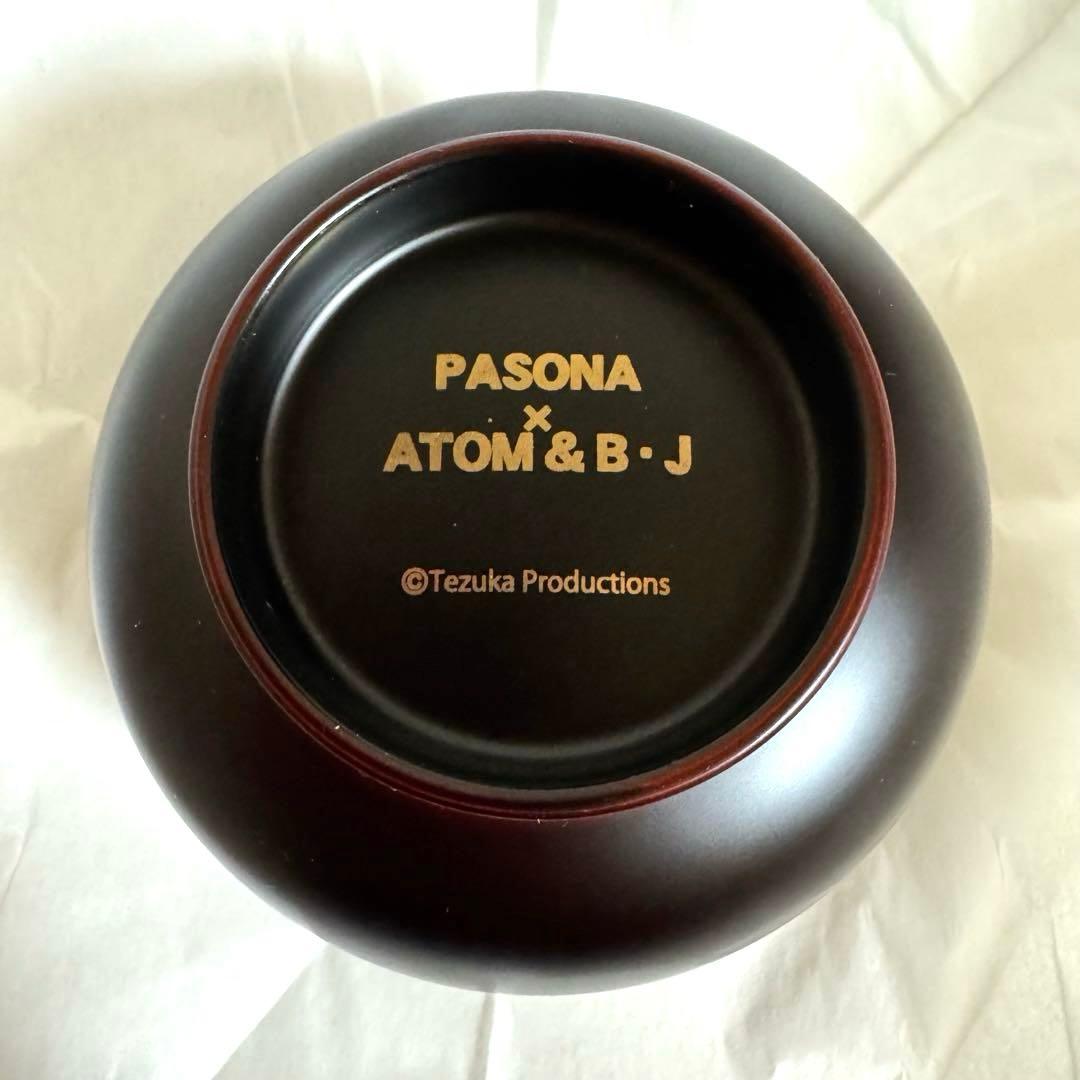 PASONA
×
ATOM & B・J
©Tezuka Productions